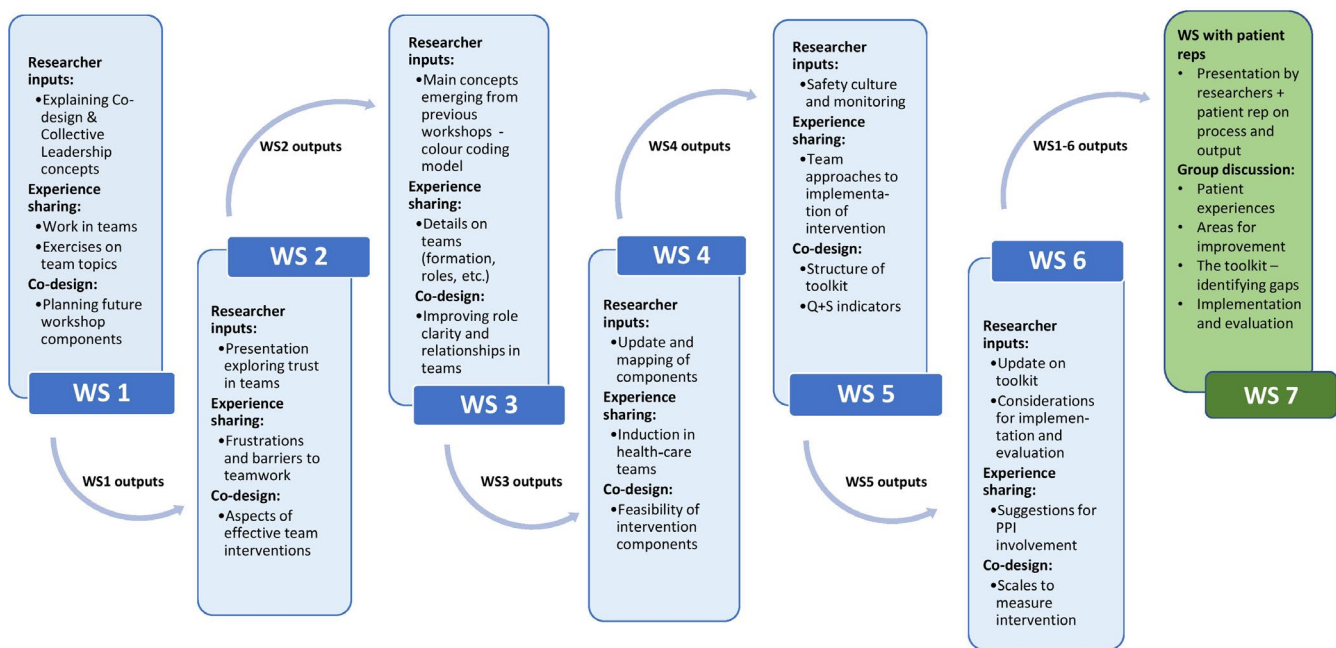 Researcher
inputs:
•Explaining Co-
design &
Collective
Leadership
concepts
Experience
sharing:
•Work in teams
•Exercises on
team topics
Co-design:
•Planning future
workshop
components
WS 1
WS1 outputs
WS 2
Researcher
inputs:
•Presentation
exploring trust
in teams
Experience
sharing:
•Frustrations
and barriers to
teamwork
Co-design:
•Aspects of
effective team
interventions
WS2 outputs
Researcher
inputs:
•Main concepts
emerging from
previous
workshops -
colour coding
model
Experience
sharing:
•Details on
teams
(formation,
roles, etc.)
Co-design:
•Improving role
clarity and
relationships in
teams
WS 3
WS3 outputs
WS 4
Researcher
inputs:
•Update and
mapping of
components
Experience
sharing:
•Induction in
health-care
teams
Co-design:
•Feasibility of
intervention
components
WS4 outputs
Researcher
inputs:
•Safety culture
and monitoring
Experience
sharing:
•Team
approaches to
implementa-
tion of
intervention
Co-design:
•Structure of
toolkit
•Q+S indicators
WS 5
WS5 outputs
WS 6
Researcher
inputs:
•Update on
toolkit
•Considerations
for implemen-
tation and
evaluation
Experience
sharing:
•Suggestions for
PPI
involvement
Co-design:
•Scales to
measure
intervention
WS1-6 outputs
WS with patient
reps
• Presentation by
researchers +
patient rep on
process and
output
Group discussion:
• Patient
experiences
• Areas for
improvement
• The toolkit –
identifying gaps
• Implementation
and evaluation
WS 7